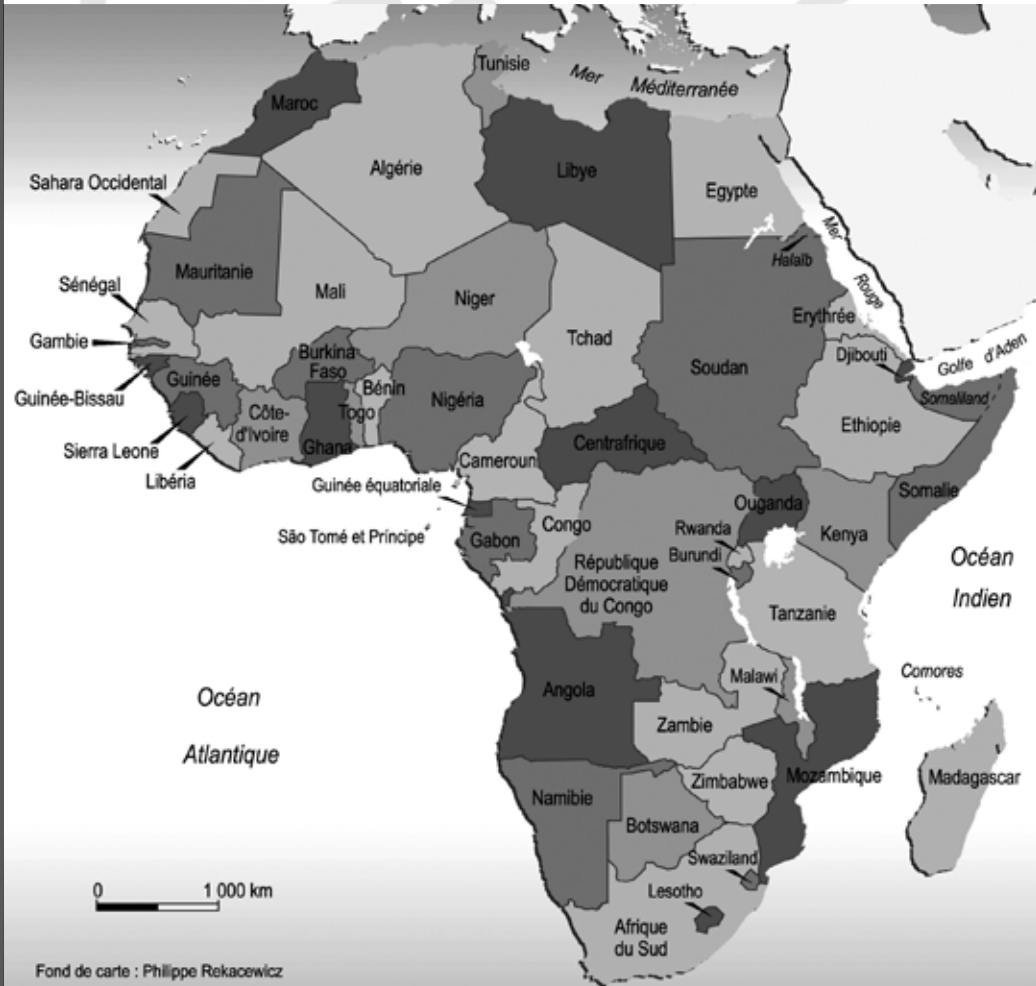 Tunisie
Mer Méditerranée
Maroc
Algérie
Libye
Egypte
Sahara Occidental
Mer Rouge
Halaïb
Mauritanie
Mali
Niger
Tchad
Soudan
Erythrée
Sénégal
Gambie
Djibouti
Golfe d'Aden
Somaliland
Burkina
Faso
Guinée
Bénin
Nigéria
Guinée-Bissau
Côte-
d'Ivoire
Togo
Ghana
Centrafrique
Ethiopie
Sierra Leone
Libéria
Cameroun
Guinée équatoriale
Ouganda
Somalie
São Tomé et Príncipe
Gabon
Congo
Rwanda
Kenya
Burundi
République
Démocratique
du Congo
Océan
Indien
Tanzanie
Océan
Atlantique
Angola
Malawi
Comores
Zambie
Zimbabwe
Mozambique
Madagascar
Namibie
Botswana
Swaziland
Lesotho
Afrique
du Sud
0 1 000 km
Fond de carte : Philippe Rekacewicz